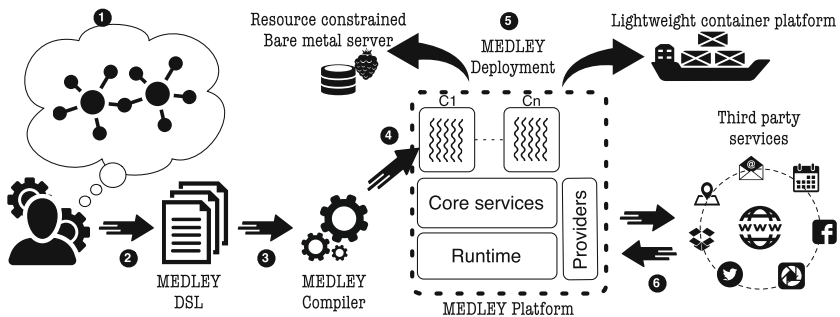 1
Resource constrained
Bare metal server
5
MEDLEY
Deployment
Lightweight container platform
C1
Cn
4
Third party
services
@
www
2
3
MEDLEY
DSL
MEDLEY
Compiler
Core services
Runtime
Providers
6
MEDLEY Platform